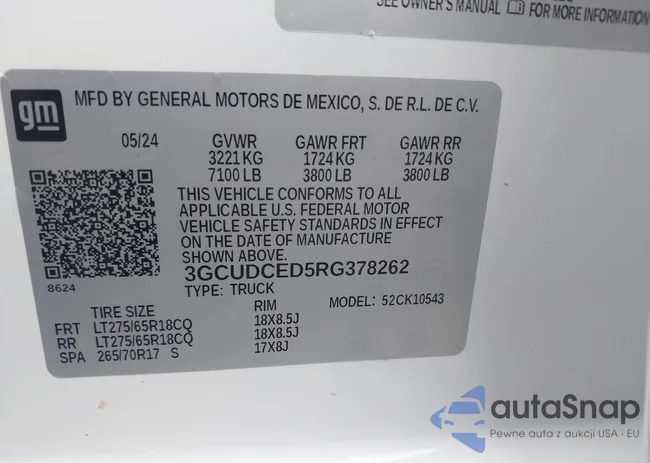 SEE OWNER'S MANUAL FOR MORE INFORMATION
gm
MFD BY GENERAL MOTORS DE MEXICO, S. DE R.L. DE C.V.
05/24 GVWR GAWR FRT GAWR RR
3221 KG 1724 KG 1724 KG
7100 LB 3800 LB 3800 LB
THIS VEHICLE CONFORMS TO ALL
APPLICABLE U.S. FEDERAL MOTOR
VEHICLE SAFETY STANDARDS IN EFFECT
ON THE DATE OF MANUFACTURE
SHOWN ABOVE.
8624
3GCUDCED5RG378262
TYPE: TRUCK MODEL: 52CK10543
TIRE SIZE RIM
FRT LT275/65R18CQ 18X8.5J
RR LT275/65R18CQ 18X8.5J
SPA 265/70R17 S 17X8J
autaSnap
Pewne auta z aukcji USA i EU